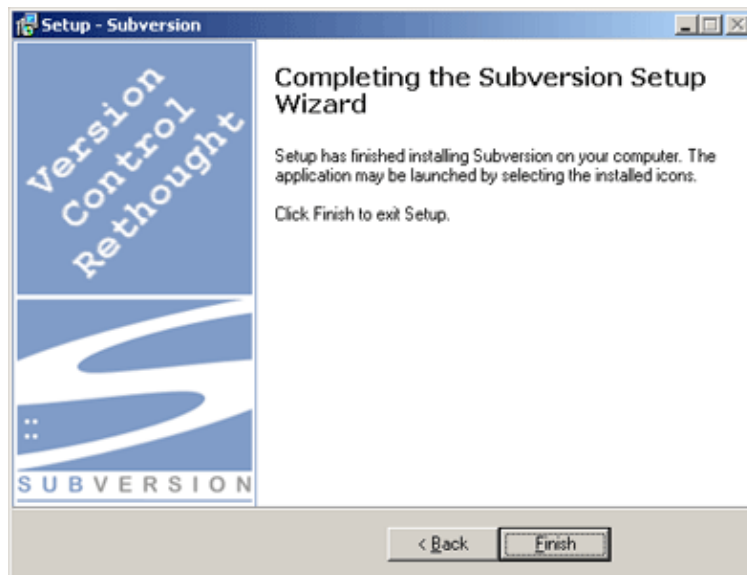 Setup - Subversion
Version
Control
Rethought
Completing the Subversion Setup
Wizard
Setup has finished installing Subversion on your computer. The
application may be launched by selecting the installed icons.
Click Finish to exit Setup.
SUBVERSION
< Back
Finish